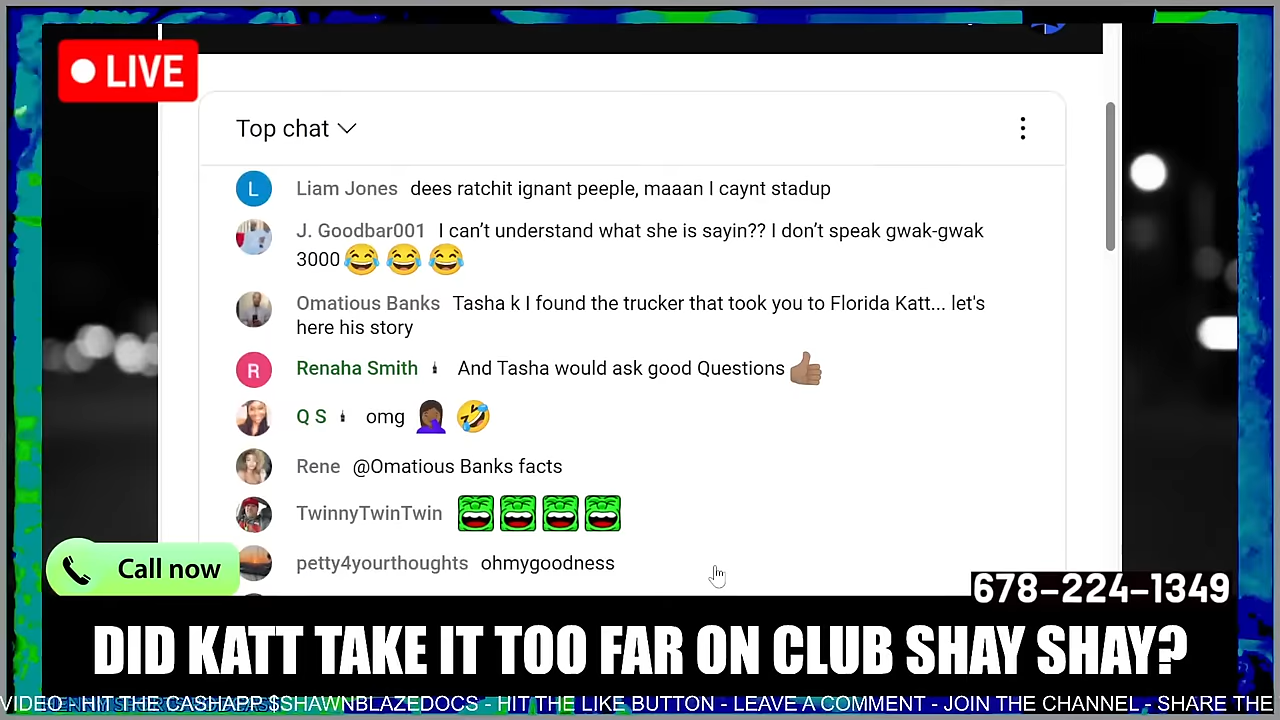 LIVE
Top chat
L Liam Jones dees ratchit ignant peeple, maaan I caynt stadup
J. Goodbar001 I can’t understand what she is sayin?? I don’t speak gwak-gwak
3000 😂 😂 😂
Omatious Banks Tasha k I found the trucker that took you to Florida Katt... let's
here his story
R Renaha Smith And Tasha would ask good Questions 👍🏾
Q S omg 🤦🏾‍♀️ 🤣
Rene @Omatious Banks facts
TwinnyTwinTwin
petty4yourthoughts ohmygoodness
Call now
678-224-1349
DID KATT TAKE IT TOO FAR ON CLUB SHAY SHAY?
VIDEO - HIT THE CASHAPP $SHAWNBLAZEDOCS - HIT THE LIKE BUTTON - LEAVE A COMMENT - JOIN THE CHANNEL - SHARE THE